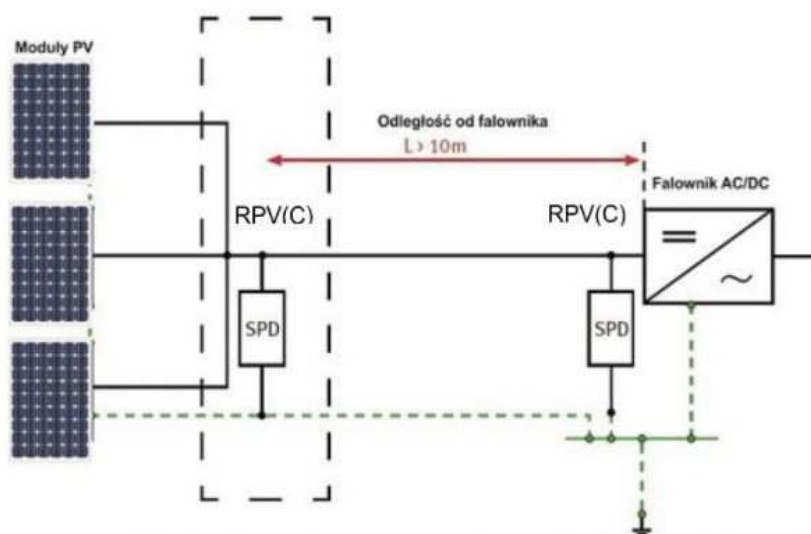 Moduły PV
Odległość od falownika
L > 10m
Falownik AC/DC
RPV(C)
RPV(C)
SPD
SPD